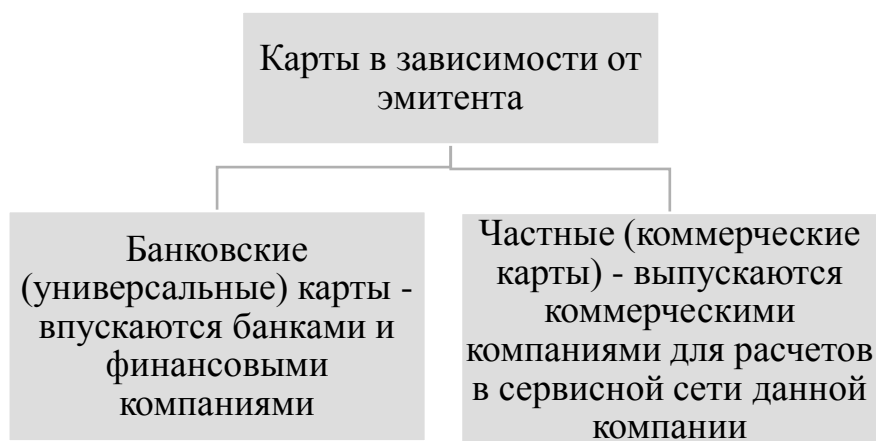 Карты в зависимости от
эмитента
Банковские
(универсальные) карты -
впускаются банками и
финансовыми
компаниями
Частные (коммерческие
карты) - выпускаются
коммерческими
компаниями для расчетов
в сервисной сети данной
компании